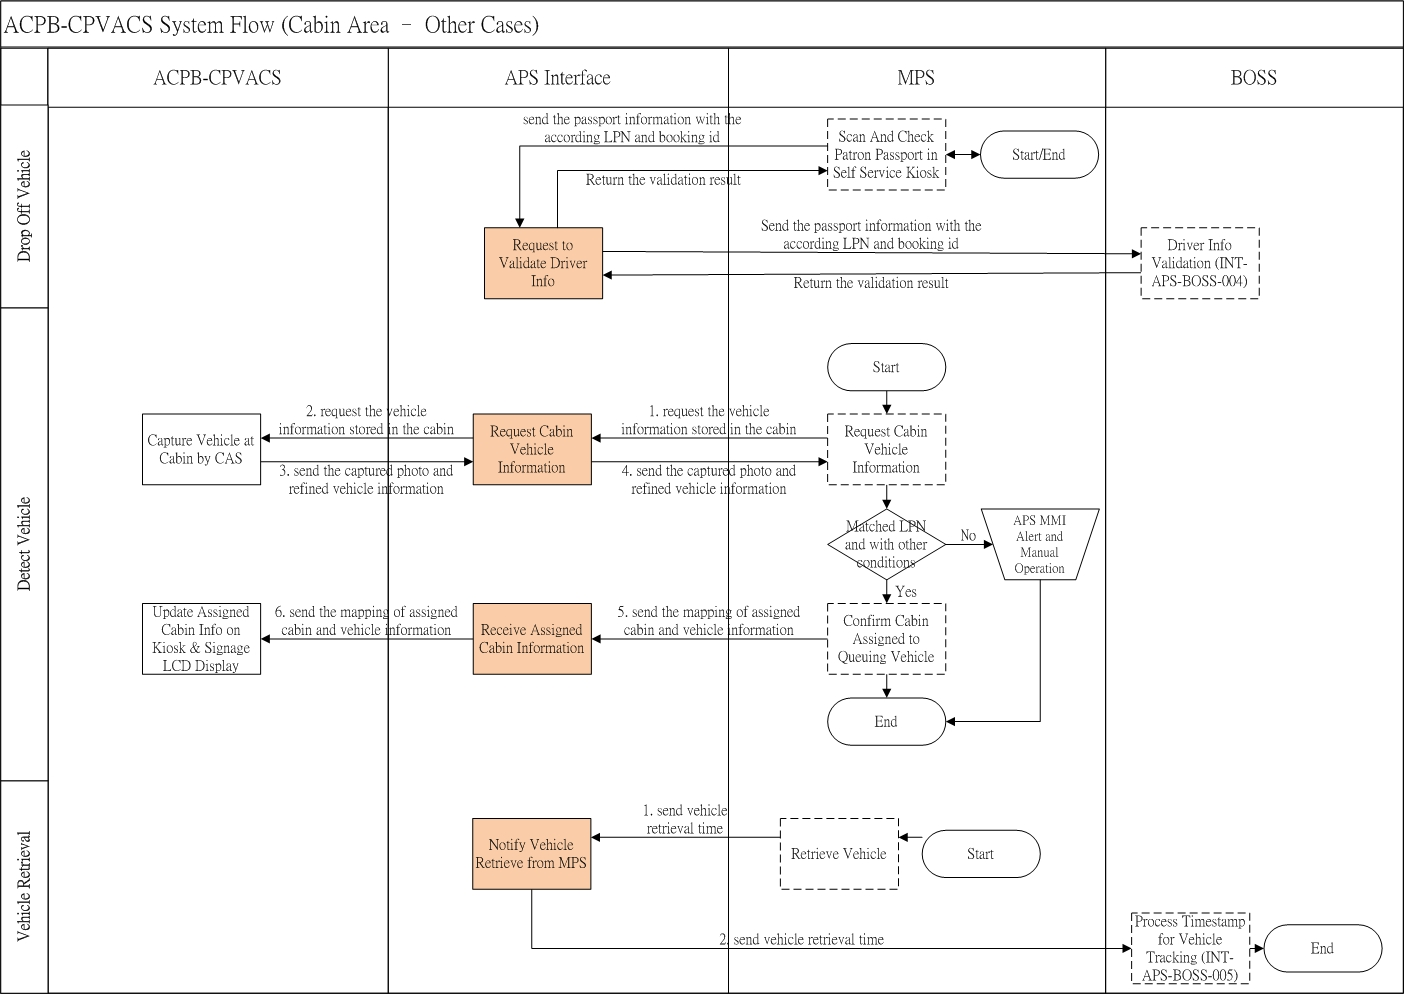 ACPB-CPVACS System Flow (Cabin Area － Other Cases)
ACPB-CPVACS
APS Interface
MPS
BOSS
Drop Off Vehicle
send the passport information with the
according LPN and booking id
Scan And Check
Patron Passport in
Self Service Kiosk
Start/End
Return the validation result
Request to
Validate Driver
Info
Send the passport information with the
according LPN and booking id
Return the validation result
Driver Info
Validation (INT-
APS-BOSS-004)
Detect Vehicle
Start
Capture Vehicle at
Cabin by CAS
2. request the vehicle
information stored in the cabin
3. send the captured photo and
refined vehicle information
Request Cabin
Vehicle
Information
1. request the vehicle
information stored in the cabin
4. send the captured photo and
refined vehicle information
Request Cabin
Vehicle
Information
Matched LPN
and with other
conditions
No
APS MMI
Alert and
Manual
Operation
Yes
Update Assigned
Cabin Info on
Kiosk & Signage
LCD Display
6. send the mapping of assigned
cabin and vehicle information
Receive Assigned
Cabin Information
5. send the mapping of assigned
cabin and vehicle information
Confirm Cabin
Assigned to
Queuing Vehicle
End
Vehicle Retrieval
Notify Vehicle
Retrieve from MPS
1. send vehicle
retrieval time
Retrieve Vehicle
Start
2. send vehicle retrieval time
Process Timestamp
for Vehicle
Tracking (INT-
APS-BOSS-005)
End